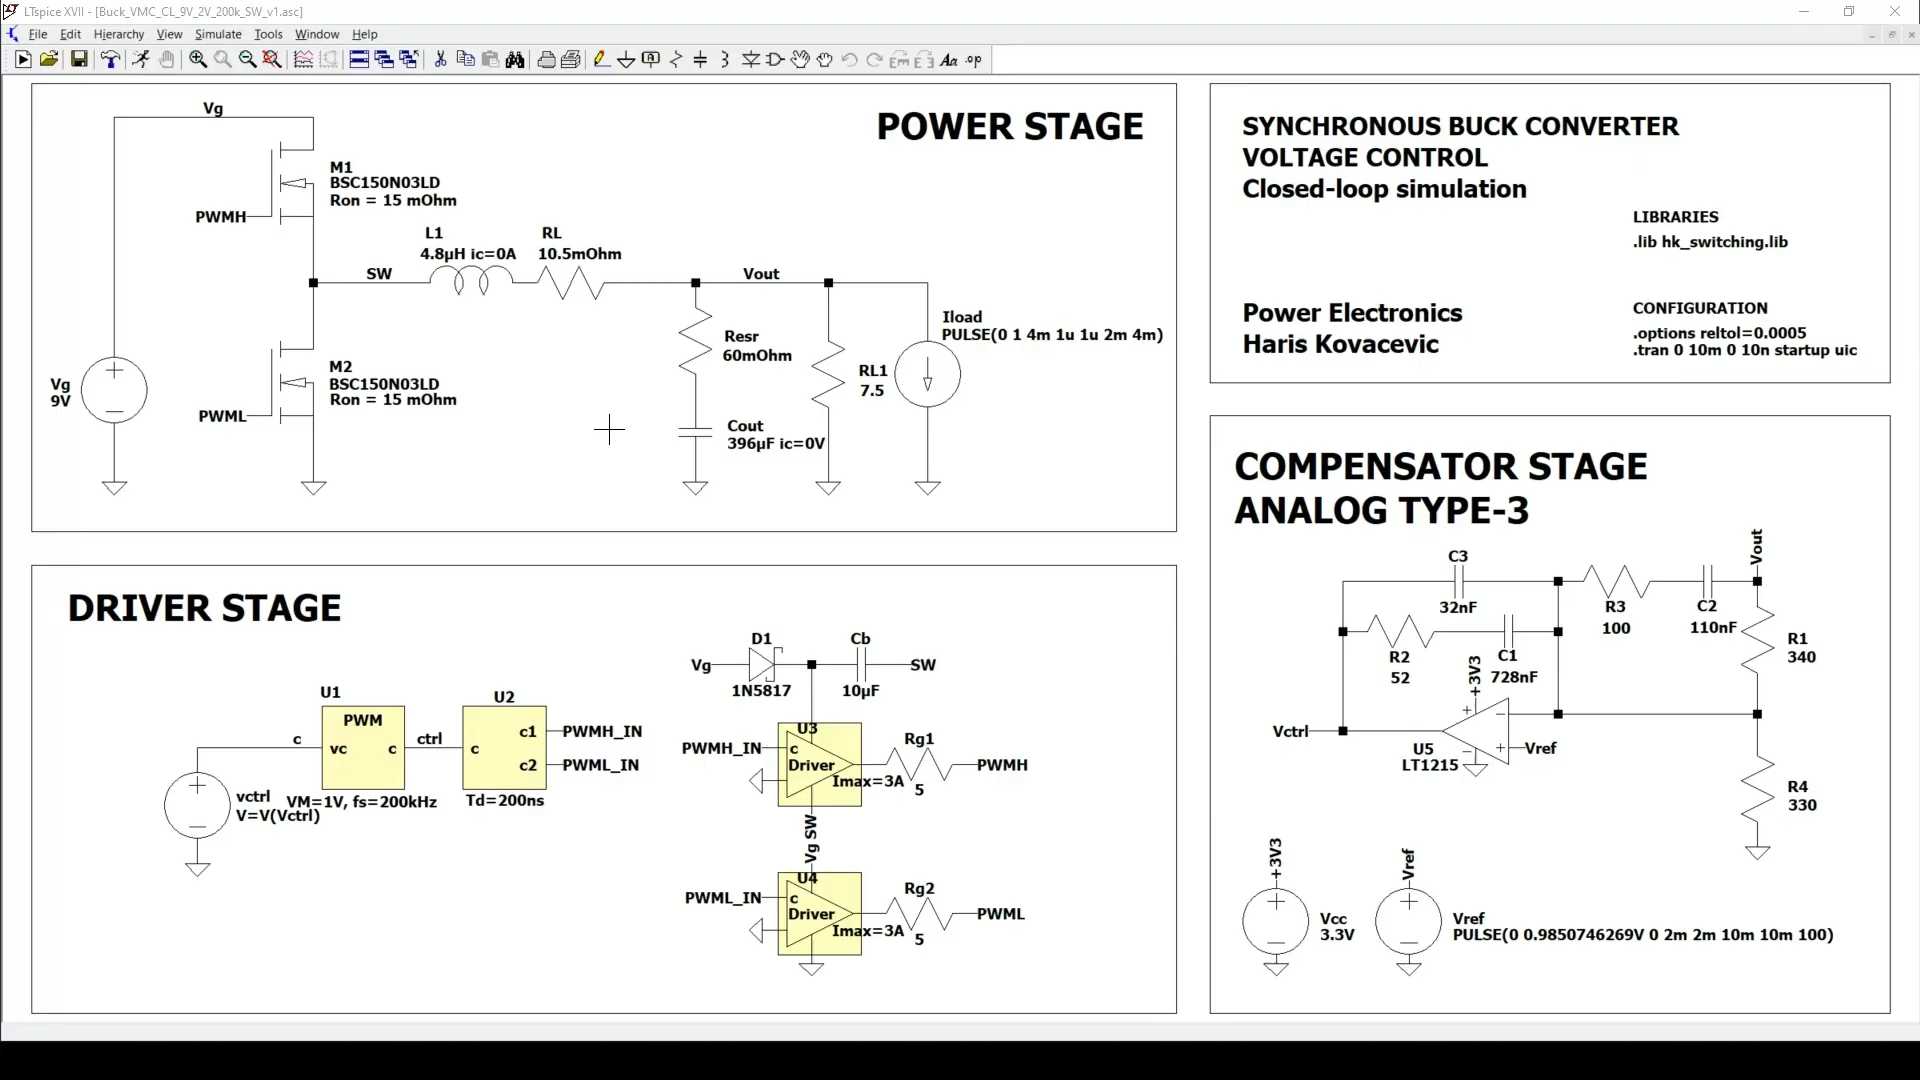 LTspice XVII - [Buck_VMC_CL_9V_2V_200k_SW_v1.asc]
File Edit Hierarchy View Simulate Tools Window Help
Aa .op
POWER STAGE
Vg
M1
BSC150N03LD
Ron = 15 mOhm
PWMH
L1
4.8µH ic=0A
RL
10.5mOhm
SW
Vout
Iload
PULSE(0 1 4m 1u 1u 2m 4m)
Resr
60mOhm
RL1
7.5
Vg
9V
M2
BSC150N03LD
Ron = 15 mOhm
PWML
Cout
396µF ic=0V
SYNCHRONOUS BUCK CONVERTER
VOLTAGE CONTROL
Closed-loop simulation
LIBRARIES
.lib hk_switching.lib
Power Electronics
Haris Kovacevic
CONFIGURATION
.options reltol=0.0005
.tran 0 10m 0 10n startup uic
DRIVER STAGE
vctrl
V=V(Vctrl)
c
U1
PWM
vc
c
VM=1V, fs=200kHz
ctrl
U2
c
c1
c2
Td=200ns
PWMH_IN
PWML_IN
Vg
D1
1N5817
Cb
10µF
SW
PWMH_IN
U3
c
Driver
Imax=3A
Rg1
5
PWMH
SW
Vg
PWML_IN
U4
c
Driver
Imax=3A
Rg2
5
PWML
COMPENSATOR STAGE
ANALOG TYPE-3
Vout
C3
32nF
R3
100
C2
110nF
R1
340
R2
52
C1
728nF
+3V3
Vctrl
U5
LT1215
Vref
R4
330
+3V3
Vcc
3.3V
Vref
Vref
PULSE(0 0.9850746269V 0 2m 2m 10m 10m 100)